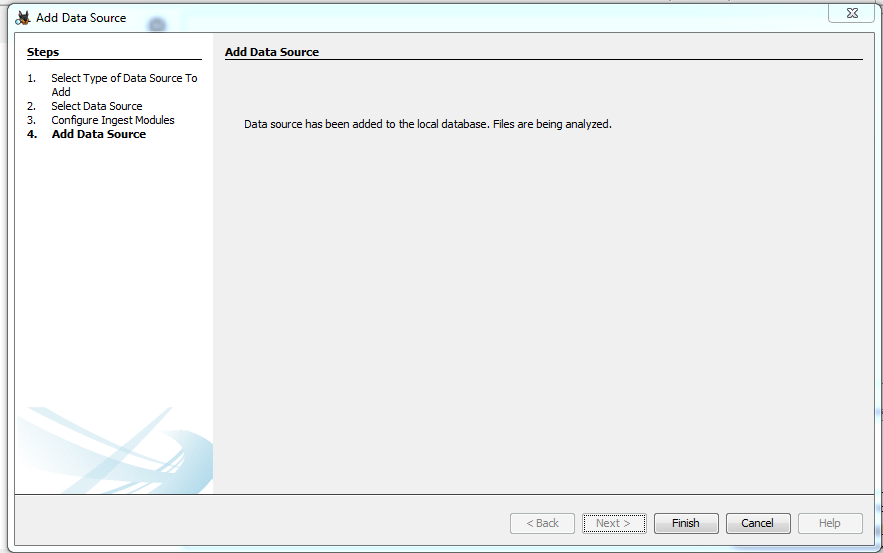 Add Data Source
Steps
1. Select Type of Data Source To
Add
2. Select Data Source
3. Configure Ingest Modules
4. Add Data Source
Add Data Source
Data source has been added to the local database. Files are being analyzed.
< Back Next > Finish Cancel Help